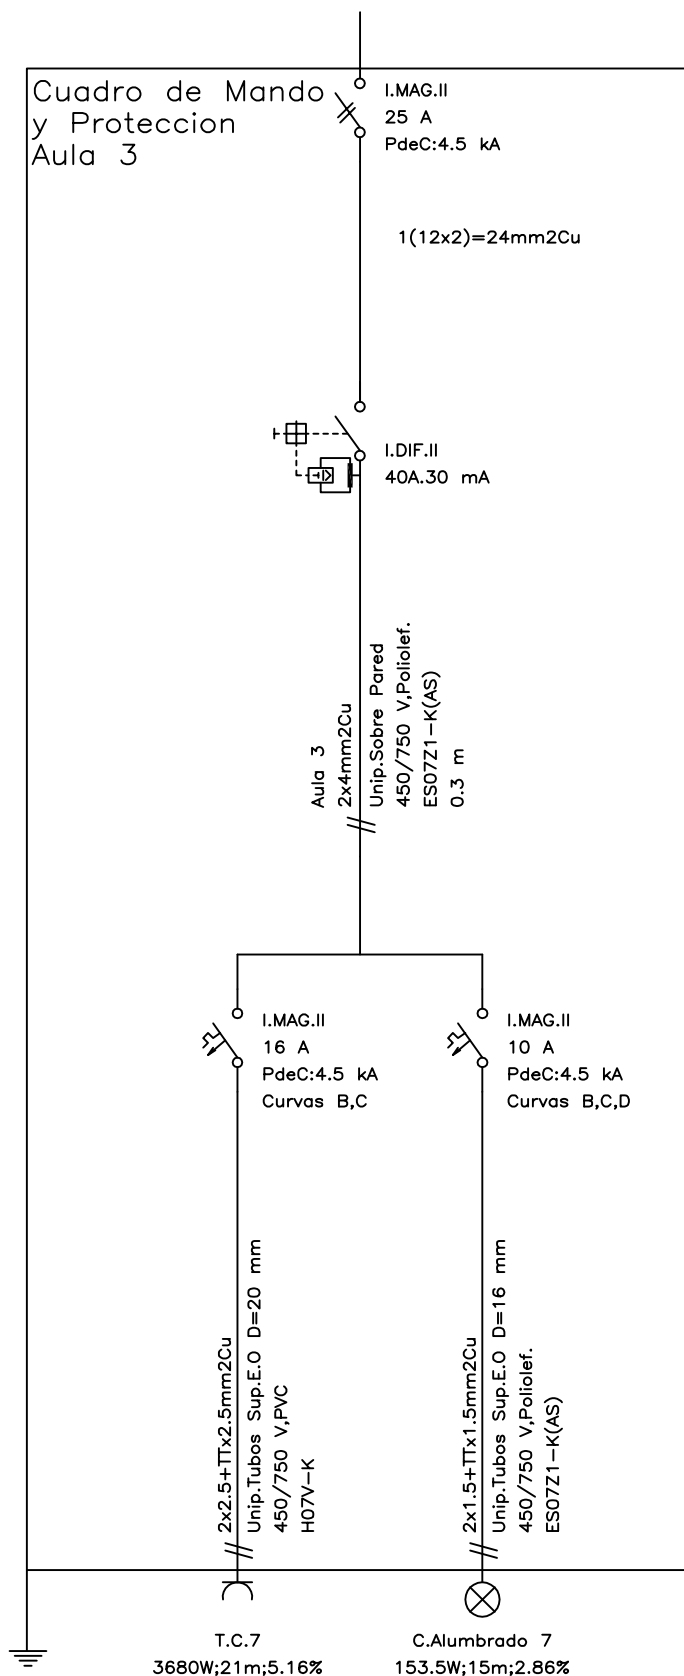 Cuadro de Mando
y Proteccion
Aula 3
I.MAG.II
25 A
PdeC:4.5 kA
1(12x2)=24mm2Cu
I.DIF.II
40A.30 mA
Aula 3
2x4mm2Cu
Unip.Sobre Pared
450/750 V,Poliolef.
ES07Z1-K(AS)
0.3 m
I.MAG.II
16 A
PdeC:4.5 kA
Curvas B,C
I.MAG.II
10 A
PdeC:4.5 kA
Curvas B,C,D
2x2.5+TTx2.5mm2Cu
Unip.Tubos Sup.E.O D=20 mm
450/750 V,PVC
H07V-K
2x1.5+TTx1.5mm2Cu
Unip.Tubos Sup.E.O D=16 mm
450/750 V,Poliolef.
ES07Z1-K(AS)
T.C.7
3680W;21m;5.16%
C.Alumbrado 7
153.5W;15m;2.86%